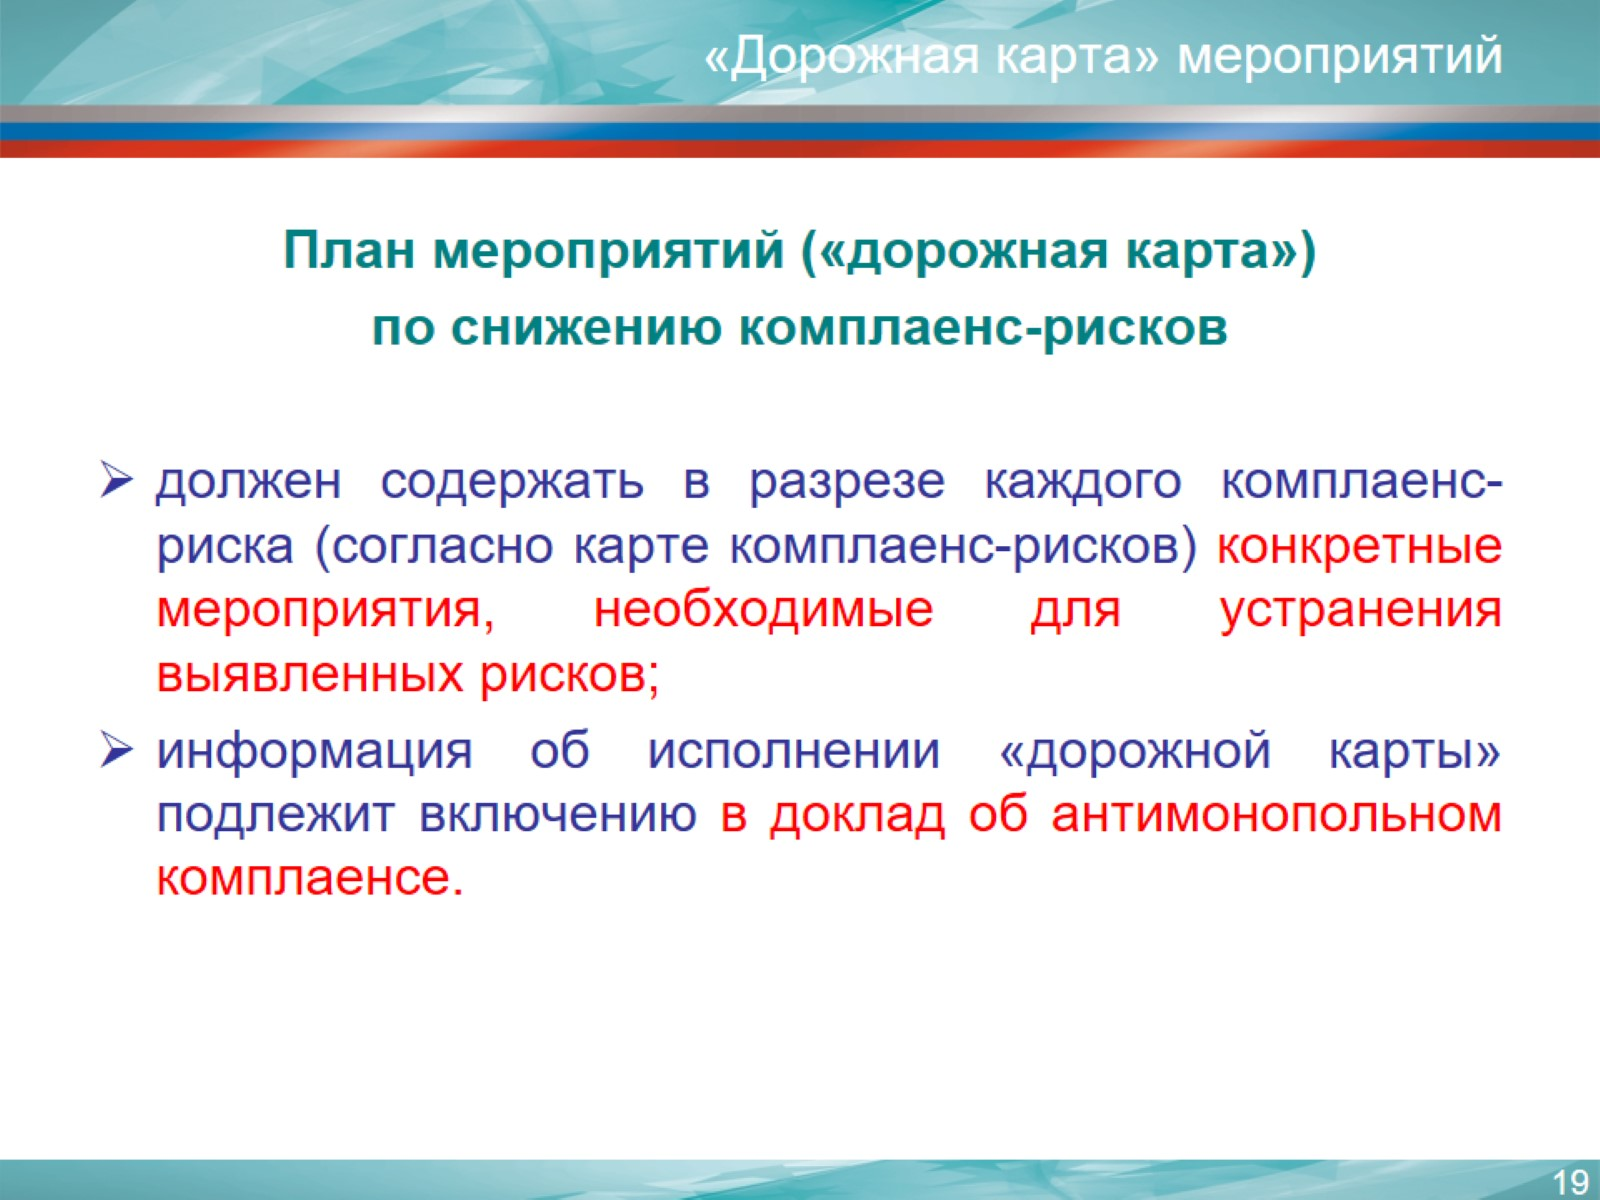 «Дорожная карта» мероприятий
План мероприятий («дорожная карта»)
по снижению комплаенс-рисков
должен содержать в разрезе каждого комплаенс-
риска (согласно карте комплаенс-рисков) конкретные
мероприятия, необходимые для устранения
выявленных рисков;
информация об исполнении «дорожной карты»
подлежит включению в доклад об антимонопольном
комплаенсе.
19